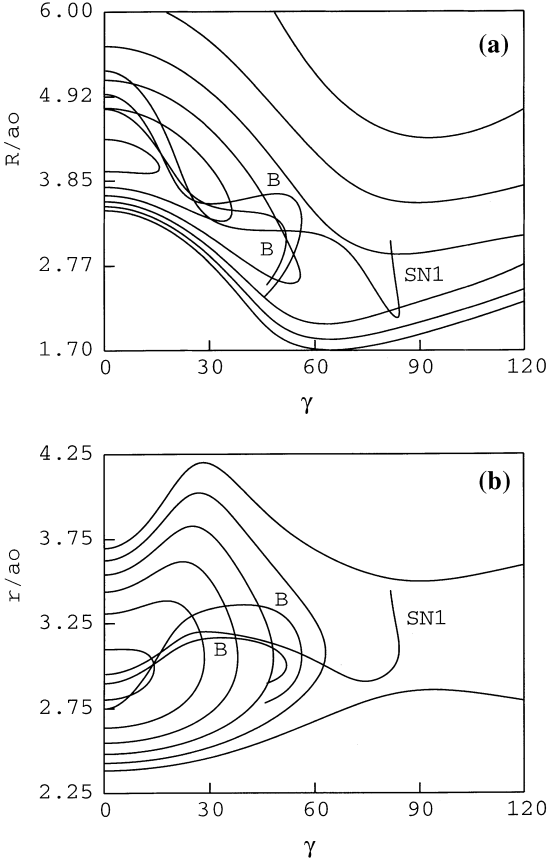 6.00
(a)
4.92
R/ao
3.85
B
B
2.77
SN1
1.70
0 30 60 90 120
γ
4.25
(b)
3.75
r/ao
B
3.25
SN1
B
2.75
2.25
0 30 60 90 120
γ